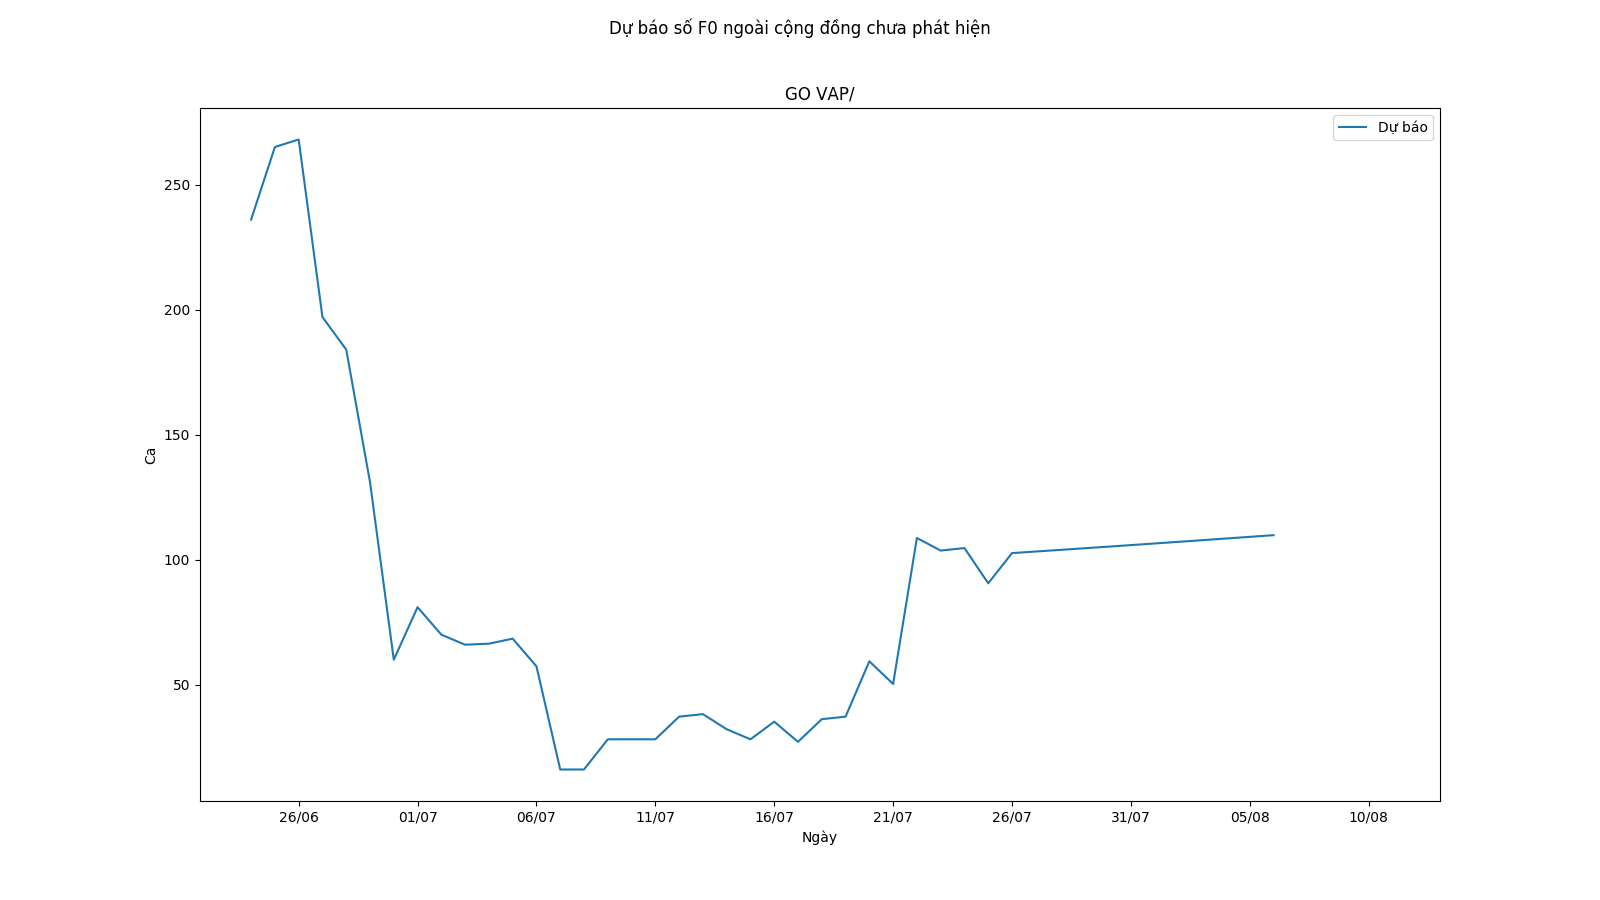 Dự báo số F0 ngoài cộng đồng chưa phát hiện
GO VAP/
Dự báo
250
200
150
100
50
Ca
26/06 01/07 06/07 11/07 16/07 21/07 26/07 31/07 05/08 10/08
Ngày